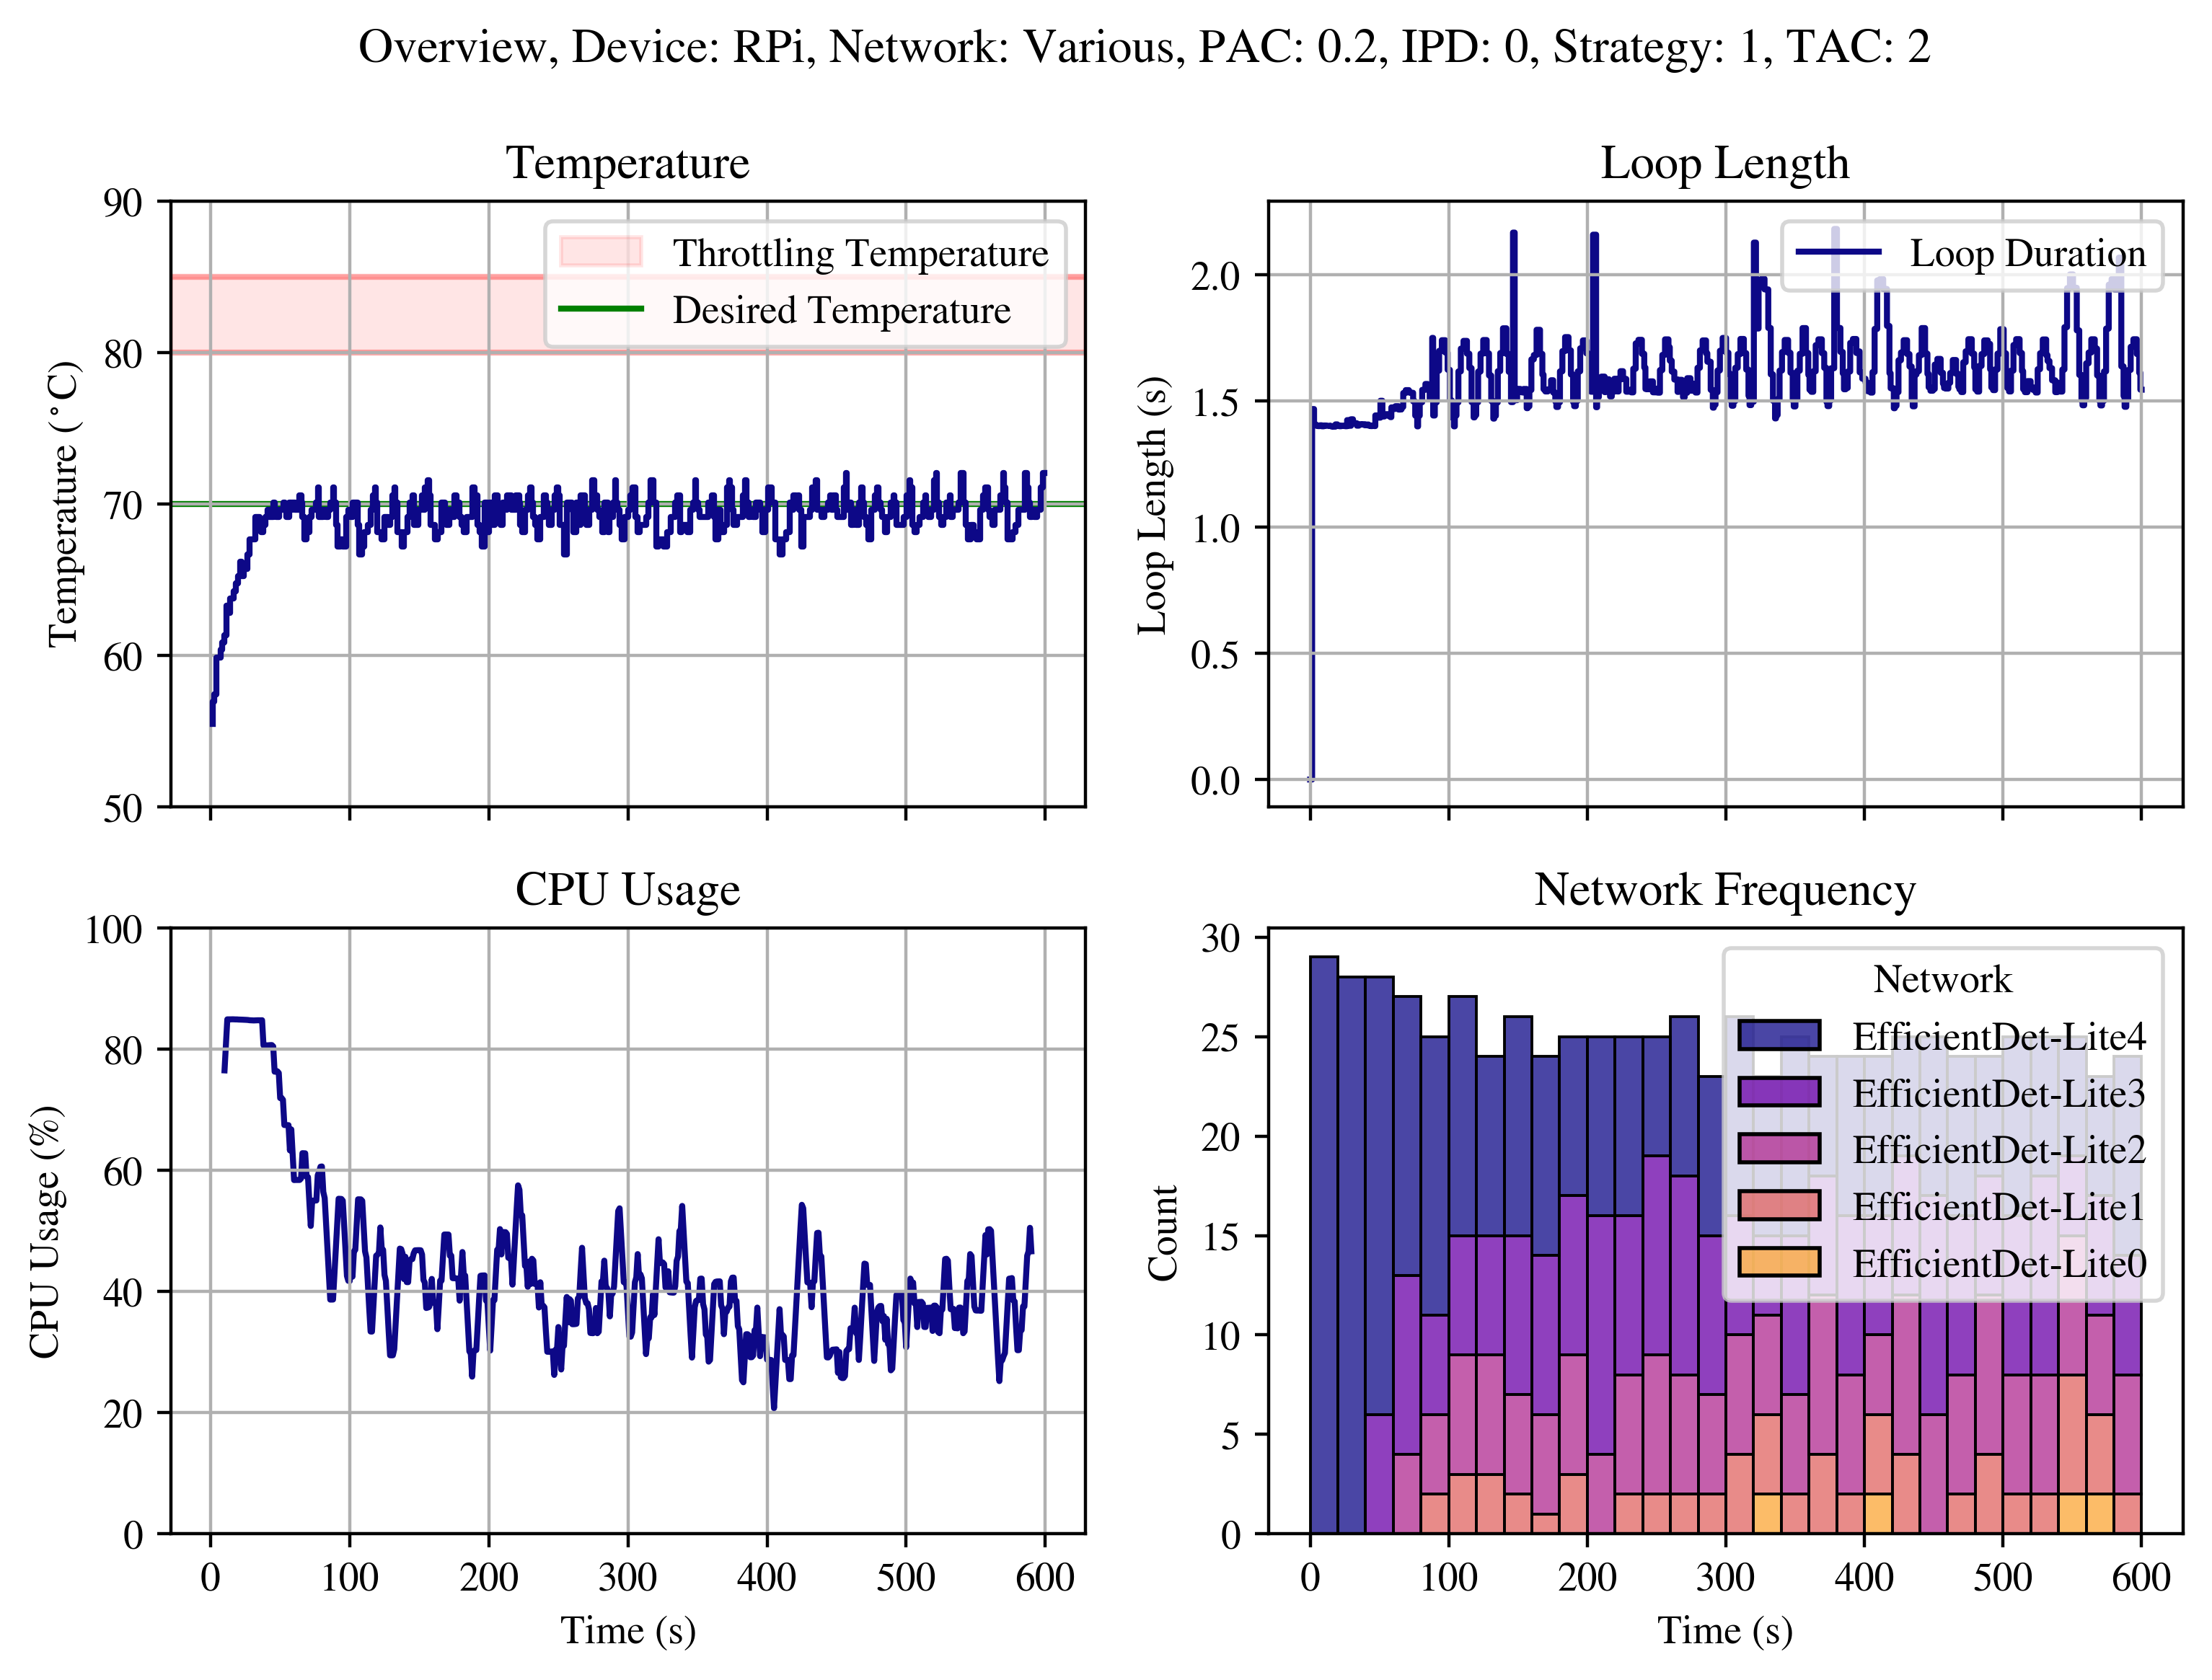 Overview, Device: RPi, Network: Various, PAC: 0.2, IPD: 0, Strategy: 1, TAC: 2
Temperature
90
80
70
60
50
Temperature (°C)
Throttling Temperature
Desired Temperature
Loop Length
2.0
1.5
1.0
0.5
0.0
Loop Length (s)
Loop Duration
CPU Usage
100
80
60
40
20
0
CPU Usage (%)
0 100 200 300 400 500 600
Time (s)
Network Frequency
30
25
20
15
10
5
0
Count
Network
EfficientDet-Lite4
EfficientDet-Lite3
EfficientDet-Lite2
EfficientDet-Lite1
EfficientDet-Lite0
0 100 200 300 400 500 600
Time (s)